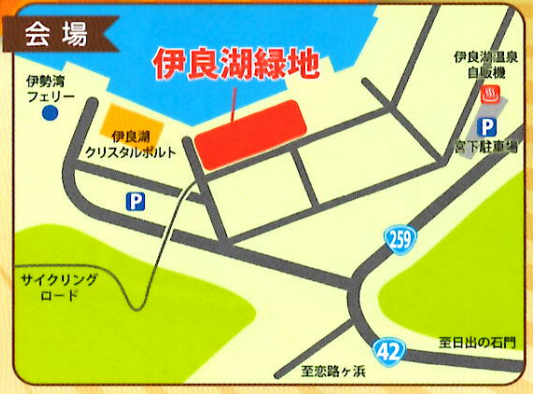 会場
伊良湖緑地
伊勢湾
フェリー
伊良湖
クリスタルポルト
P
伊良湖温泉
自販機
P
宮下駐車場
259
サイクリング
ロード
42
至日出の石門
至恋路ヶ浜